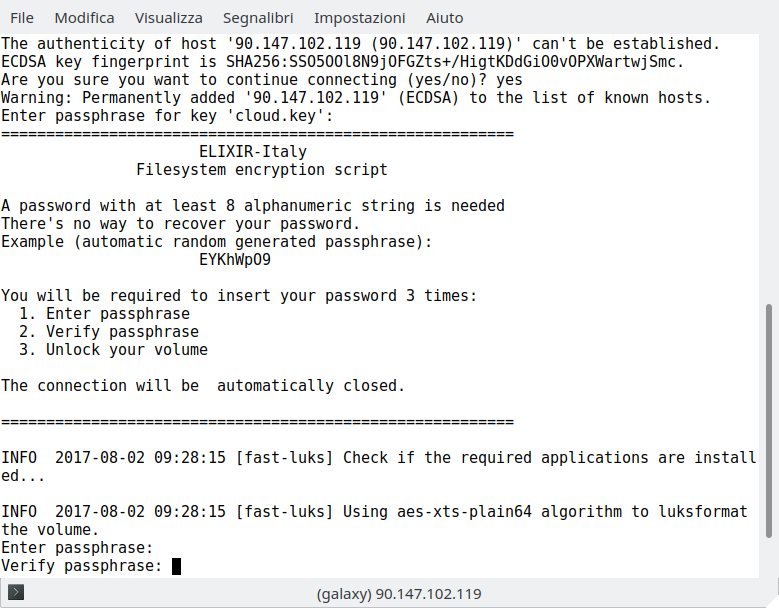 File Modifica Visualizza Segnalibri Impostazioni Aiuto
The authenticity of host '90.147.102.119 (90.147.102.119)' can't be established.
ECDSA key fingerprint is SHA256:SSO5OOl8N9jOFGZts+/HigtKDdGiO0vOPXWartwjSmc.
Are you sure you want to continue connecting (yes/no)? yes
Warning: Permanently added '90.147.102.119' (ECDSA) to the list of known hosts.
Enter passphrase for key 'cloud.key':
=========================================================
ELIXIR-Italy
Filesystem encryption script
A password with at least 8 alphanumeric string is needed
There's no way to recover your password.
Example (automatic random generated passphrase):
EYKhWpO9
You will be required to insert your password 3 times:
1. Enter passphrase
2. Verify passphrase
3. Unlock your volume
The connection will be  automatically closed.
=========================================================
INFO  2017-08-02 09:28:15 [fast-luks] Check if the required applications are install
ed...
INFO  2017-08-02 09:28:15 [fast-luks] Using aes-xts-plain64 algorithm to luksformat
the volume.
Enter passphrase:
Verify passphrase:
(galaxy) 90.147.102.119